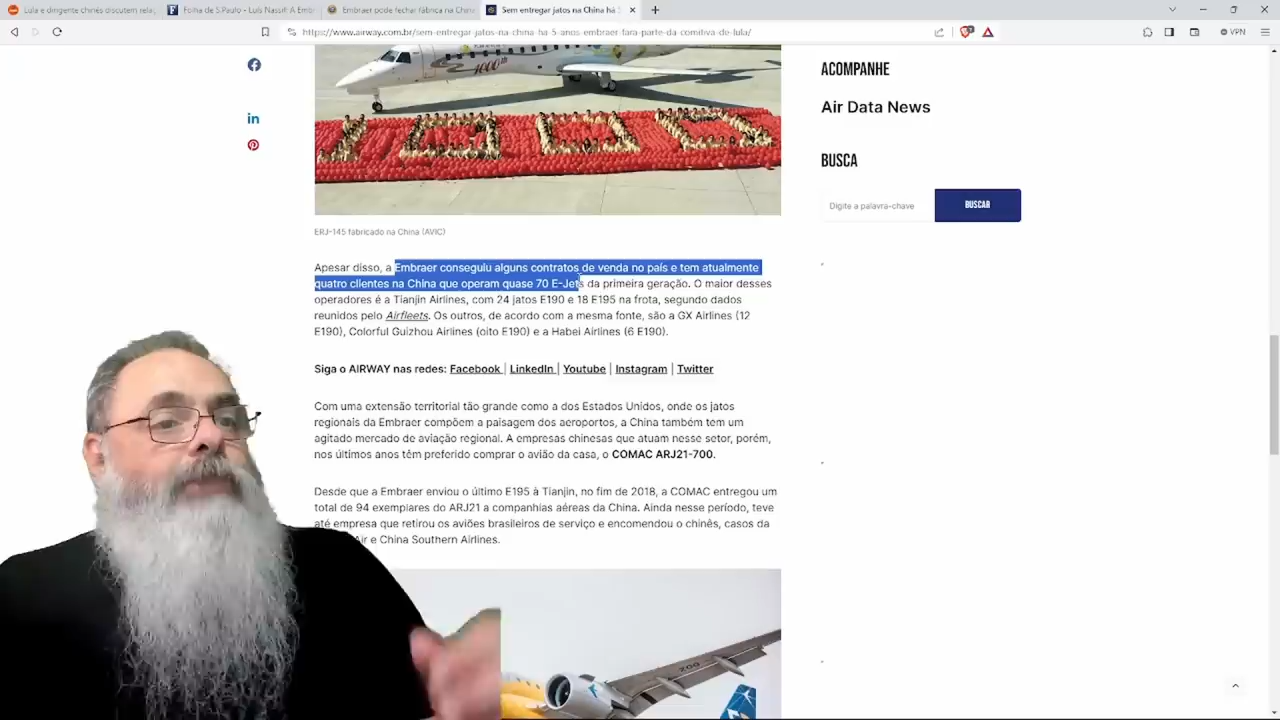 Lula e dirigente chinês discutem rela
Folha de S.Paulo - Luís Nassif: A Emb
Embraer pode fechar fábrica na China
Sem entregar jatos na China há 5
https://www.airway.com.br/sem-entregar-jatos-na-china-ha-5-anos-embraer-fara-parte-da-comitiva-de-lula/
VPN
1000th
ERJ-145 fabricado na China (AVIC)
Apesar disso, a Embraer conseguiu alguns contratos de venda no país e tem atualmente
quatro clientes na China que operam quase 70 E-Jets da primeira geração. O maior desses
operadores é a Tianjin Airlines, com 24 jatos E190 e 18 E195 na frota, segundo dados
reunidos pelo Airfleets. Os outros, de acordo com a mesma fonte, são a GX Airlines (12
E190), Colorful Guizhou Airlines (oito E190) e a Habei Airlines (6 E190).
Siga o AIRWAY nas redes: Facebook | LinkedIn | Youtube | Instagram | Twitter
Com uma extensão territorial tão grande como a dos Estados Unidos, onde os jatos
regionais da Embraer compõem a paisagem dos aeroportos, a China também tem um
agitado mercado de aviação regional. A empresas chinesas que atuam nesse setor, porém,
nos últimos anos têm preferido comprar o avião da casa, o COMAC ARJ21-700.
Desde que a Embraer enviou o último E195 à Tianjin, no fim de 2018, a COMAC entregou um
total de 94 exemplares do ARJ21 a companhias aéreas da China. Ainda nesse período, teve
até empresa que retirou os aviões brasileiros de serviço e encomendou o chinês, casos da
Air e China Southern Airlines.
ACOMPANHE
Air Data News
BUSCA
Digite a palavra-chave
BUSCAR